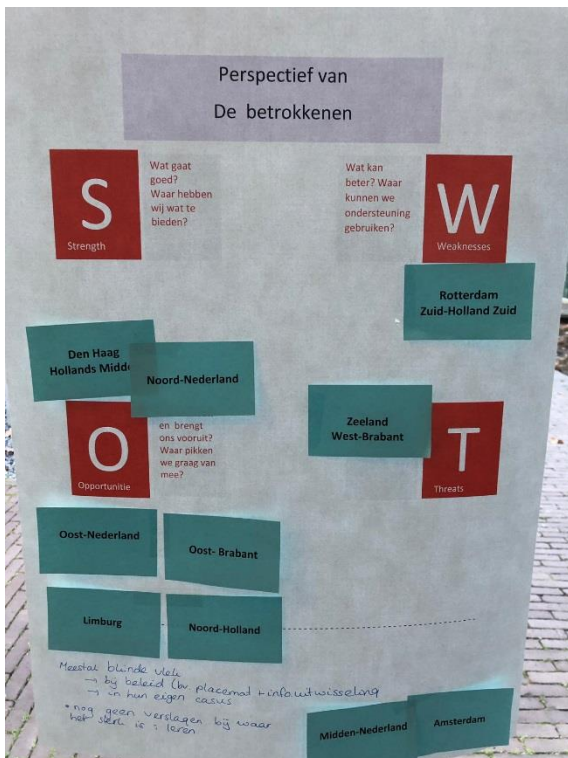 Perspectief van
De betrokkenen
S
Strength
Wat gaat
goed?
Waar hebben
wij wat te
bieden?
Wat kan
beter? Waar
kunnen we
ondersteuning
gebruiken?
W
Weaknesses
Rotterdam
Zuid-Holland Zuid
Den Haag
Hollands Midde
Noord-Nederland
O
Opportunitie
en brengt
ons vooruit?
Waar pikken
we graag van
mee?
Zeeland
West-Brabant
T
Threats
Oost-Nederland
Oost- Brabant
Limburg
Noord-Holland
Meestal blinde vlek
→ bij beleid (bv placemat + infouitwisseling
→ in hun eigen casus
• nog geen verslagen bij waar
het sterk is : leren
Midden-Nederland
Amsterdam